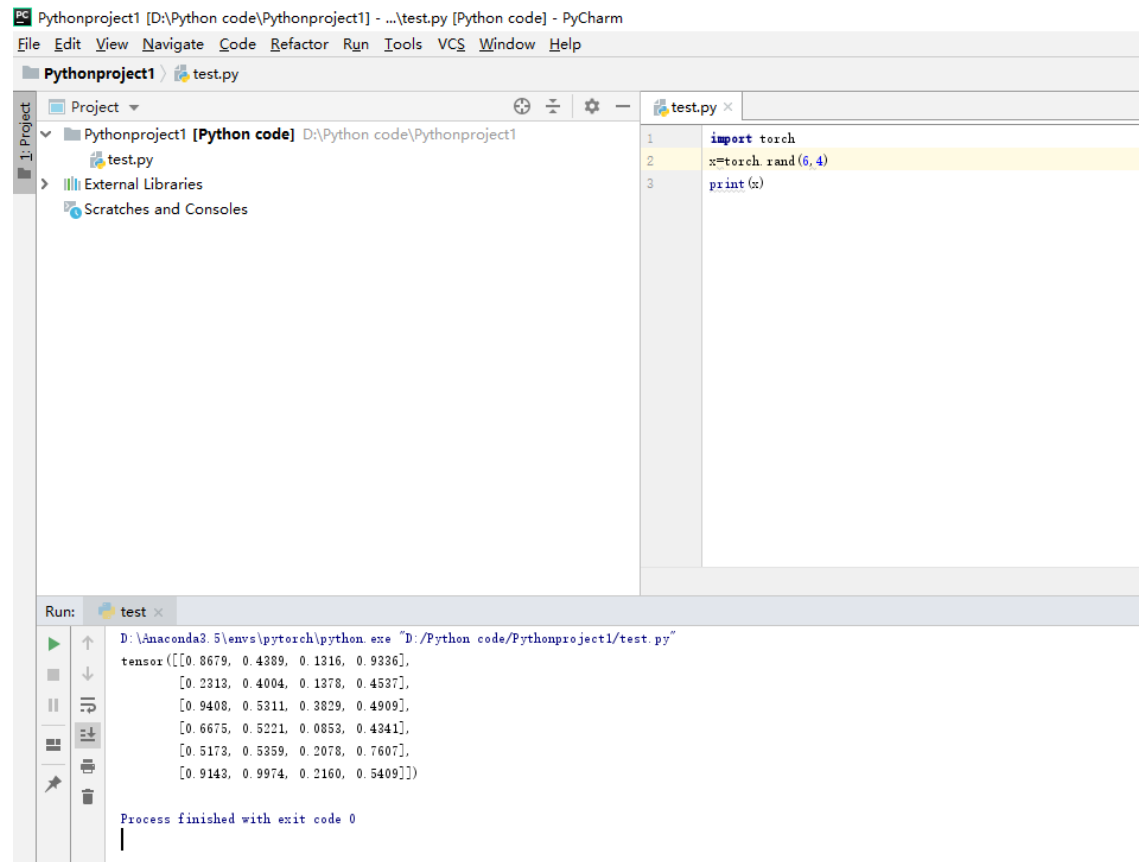 Pythonproject1 [D:\Python code\Pythonproject1] - ...\test.py [Python code] - PyCharm
File Edit View Navigate Code Refactor Run Tools VCS Window Help
Pythonproject1 test.py
1: Project
Project
Pythonproject1 [Python code] D:\Python code\Pythonproject1
test.py
External Libraries
Scratches and Consoles
test.py
1 import torch
2 x=torch.rand(6,4)
3 print(x)
Run: test
D:\Anaconda3.5\envs\pytorch\python.exe "D:/Python code/Pythonproject1/test.py"
tensor([[0.8679, 0.4389, 0.1316, 0.9336],
[0.2313, 0.4004, 0.1378, 0.4537],
[0.9408, 0.5311, 0.3829, 0.4909],
[0.6675, 0.5221, 0.0853, 0.4341],
[0.5173, 0.5359, 0.2078, 0.7607],
[0.9143, 0.9974, 0.2160, 0.5409]])
Process finished with exit code 0